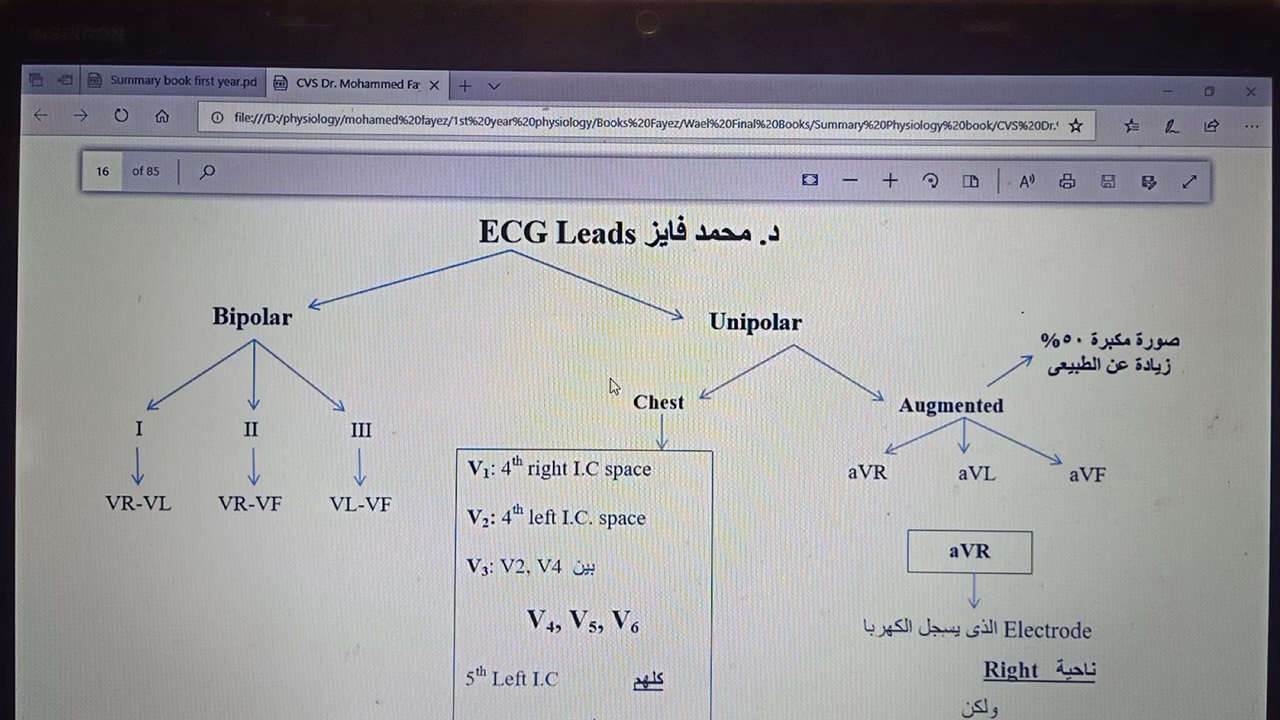 INSPIRON
Summary book first year.pd
CVS Dr. Mohammed Fa
file:///D:/physiology/mohamed%20fayez/1st%20year%20physiology/Books%20Fayez/Wael%20Final%20Books/Summary%20Physiology%20book/CVS%20Dr.
16 of 85
ECG Leads د. محمد فايز
Bipolar
Unipolar
صورة مكبرة ٥٠%
زيادة عن الطبيعى
Chest
Augmented
I II III
VR-VL VR-VF VL-VF
aVR aVL aVF
V1: 4th right I.C space
V2: 4th left I.C. space
V3: V2, V4 بين
V4, V5, V6
5th Left I.C كلهم
aVR
Electrode الذى يسجل الكهربا
ناحية Right
ولكن